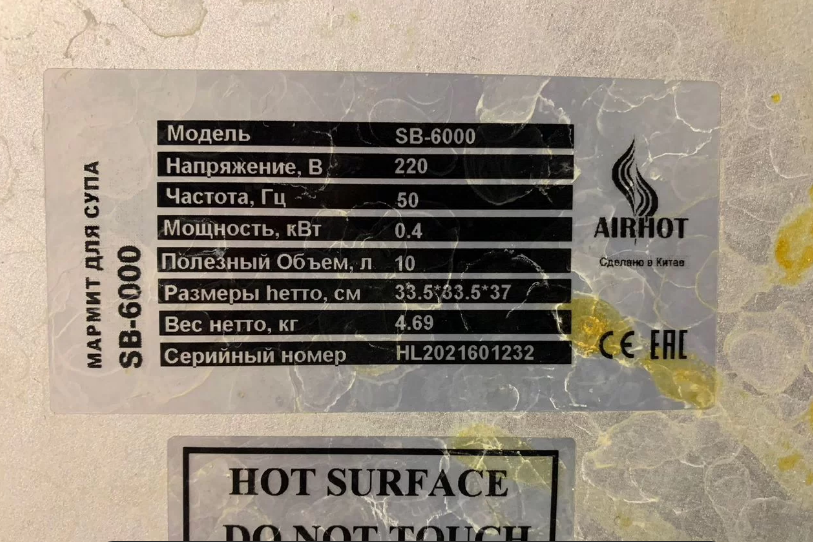 МАРМИТ ДЛЯ СУПА
SB-6000
Модель SB-6000
Напряжение, В 220
Частота, Гц 50
Мощность, кВт 0.4
Полезный Объем, л 10
Размеры hетто, см 33.5*33.5*37
Вес нетто, кг 4.69
Серийный номер HL2021601232
AIRHOT
Сделано в Китае
CE EAC
HOT SURFACE
DO NOT TOUCH